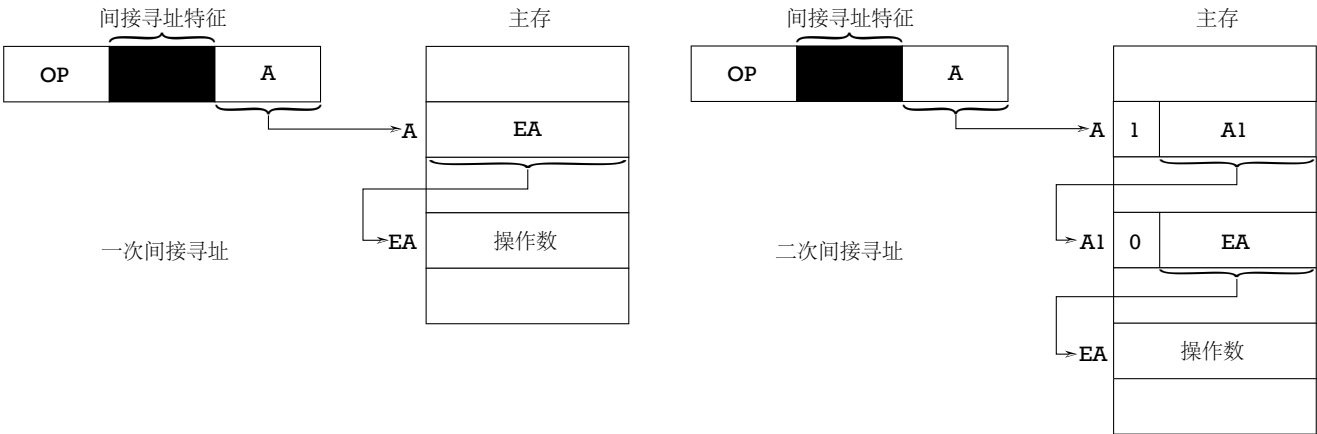 间接寻址特征 主存
OP A
A EA
EA 操作数
一次间接寻址
间接寻址特征 主存
OP A
A 1 A1
A1 0 EA
二次间接寻址
EA 操作数